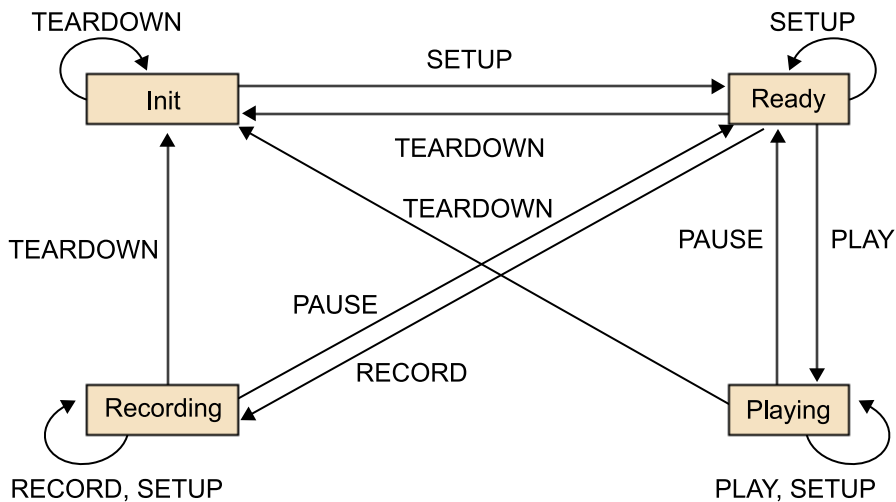 TEARDOWN
SETUP
SETUP
Init
Ready
TEARDOWN
TEARDOWN
TEARDOWN
PAUSE
PLAY
PAUSE
RECORD
Recording
Playing
RECORD, SETUP
PLAY, SETUP